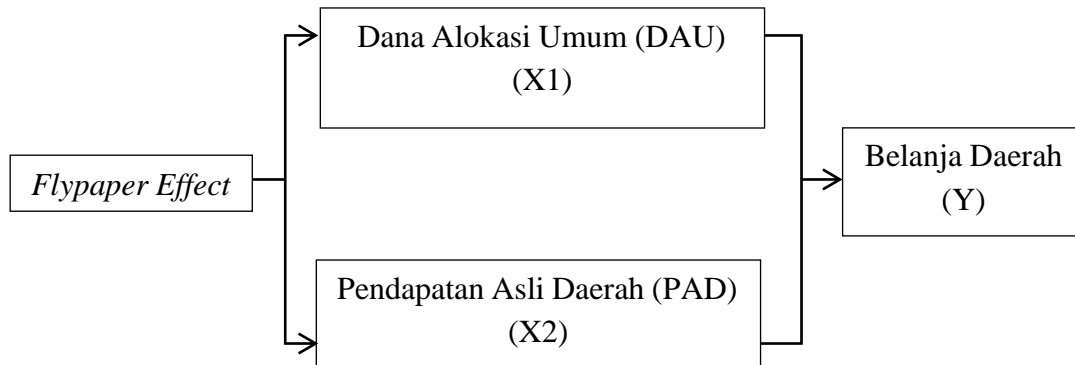 Flypaper Effect
Dana Alokasi Umum (DAU)
(X1)
Pendapatan Asli Daerah (PAD)
(X2)
Belanja Daerah
(Y)